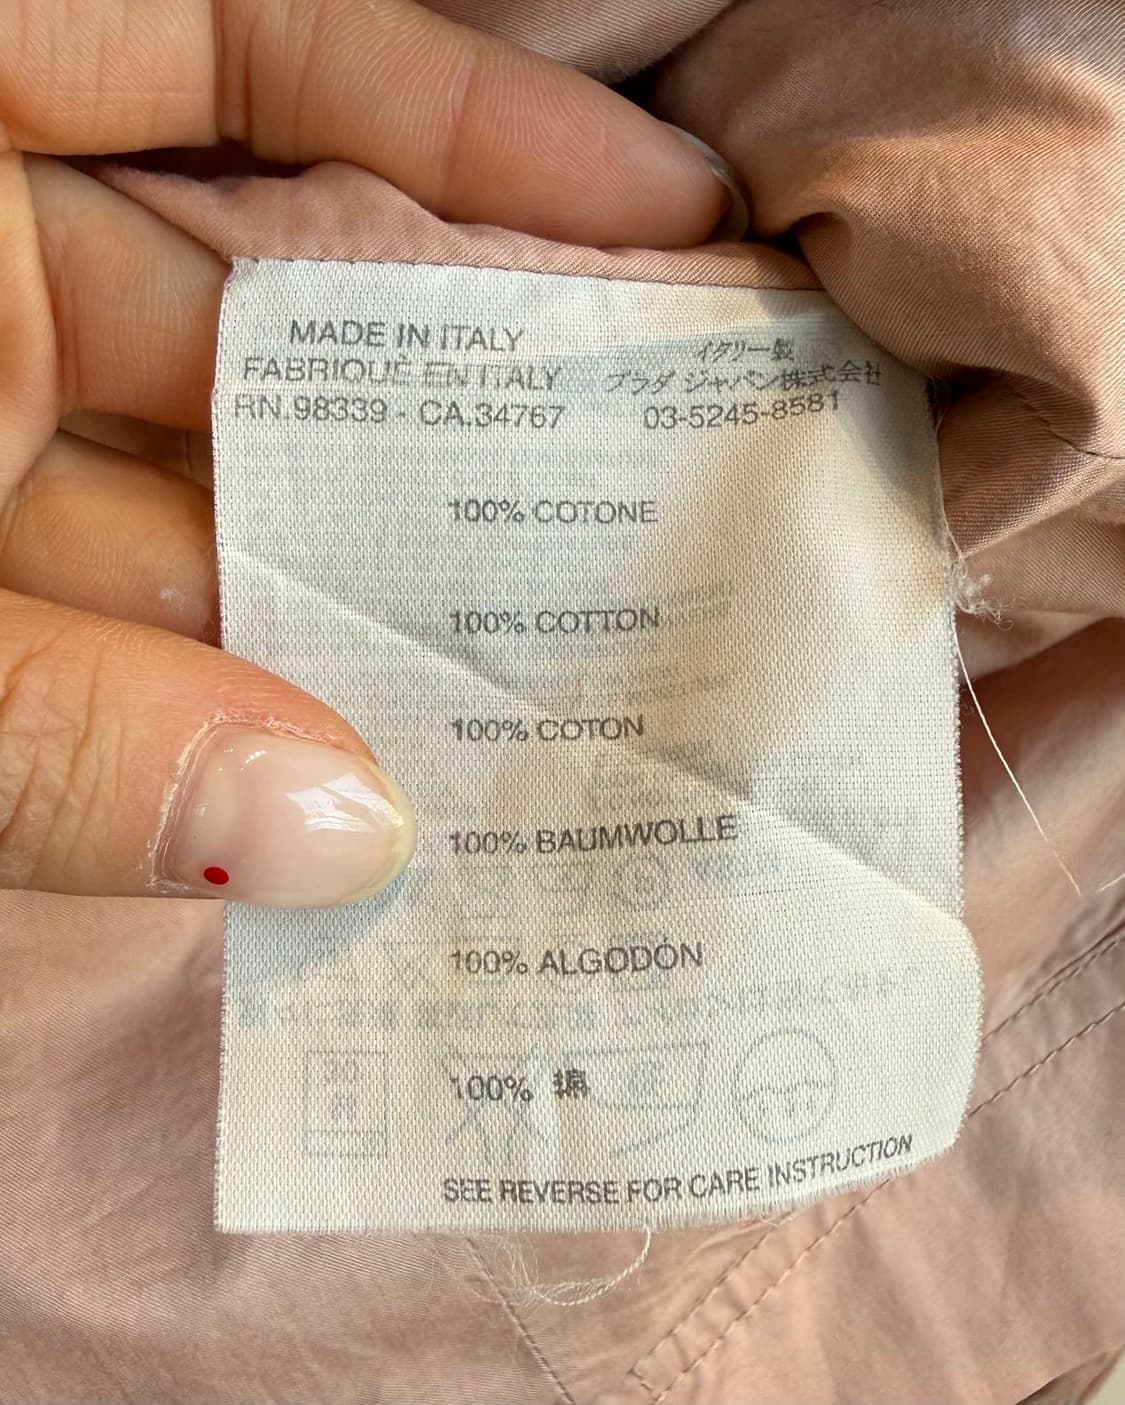 MADE IN ITALY
FABRIQUÉ EN ITALY
RN.98339 - CA.34767
イタリー製
プラダ ジャパン株式会社
03-5245-8581
100% COTONE
100% COTTON
100% COTON
100% BAUMWOLLE
100% ALGODÓN
100% 綿
SEE REVERSE FOR CARE INSTRUCTION